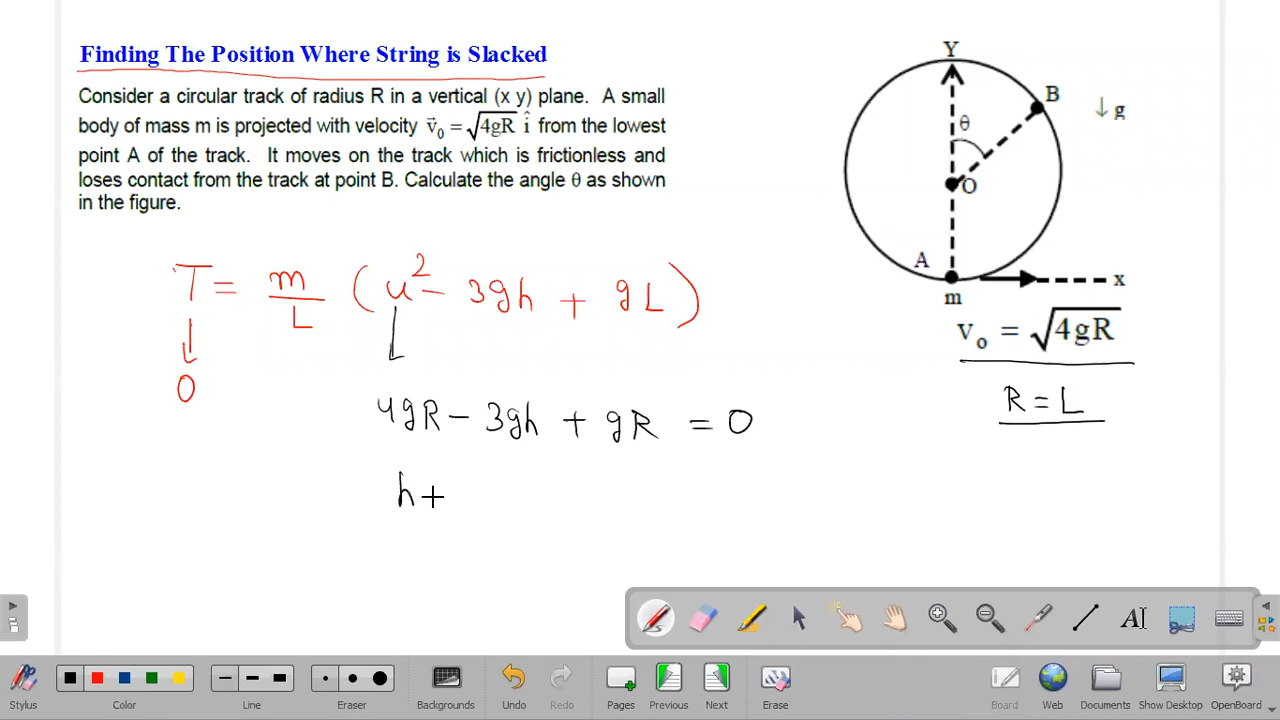 Finding The Position Where String is Slacked
Consider a circular track of radius R in a vertical (x y) plane. A small
body of mass m is projected with velocity v⃗₀ = √4gR î from the lowest
point A of the track. It moves on the track which is frictionless and
loses contact from the track at point B. Calculate the angle θ as shown
in the figure.
Y
B
θ
↓g
O
A
x
m
v₀ = √4gR
R = L
T = m/L (u² - 3gh + gL)
0
4gR - 3gh + gR = 0
h +
Stylus
Color
Line
Eraser
Backgrounds
Undo
Redo
Pages
Previous
Next
Erase
Board
Web
Documents
Show Desktop
OpenBoard